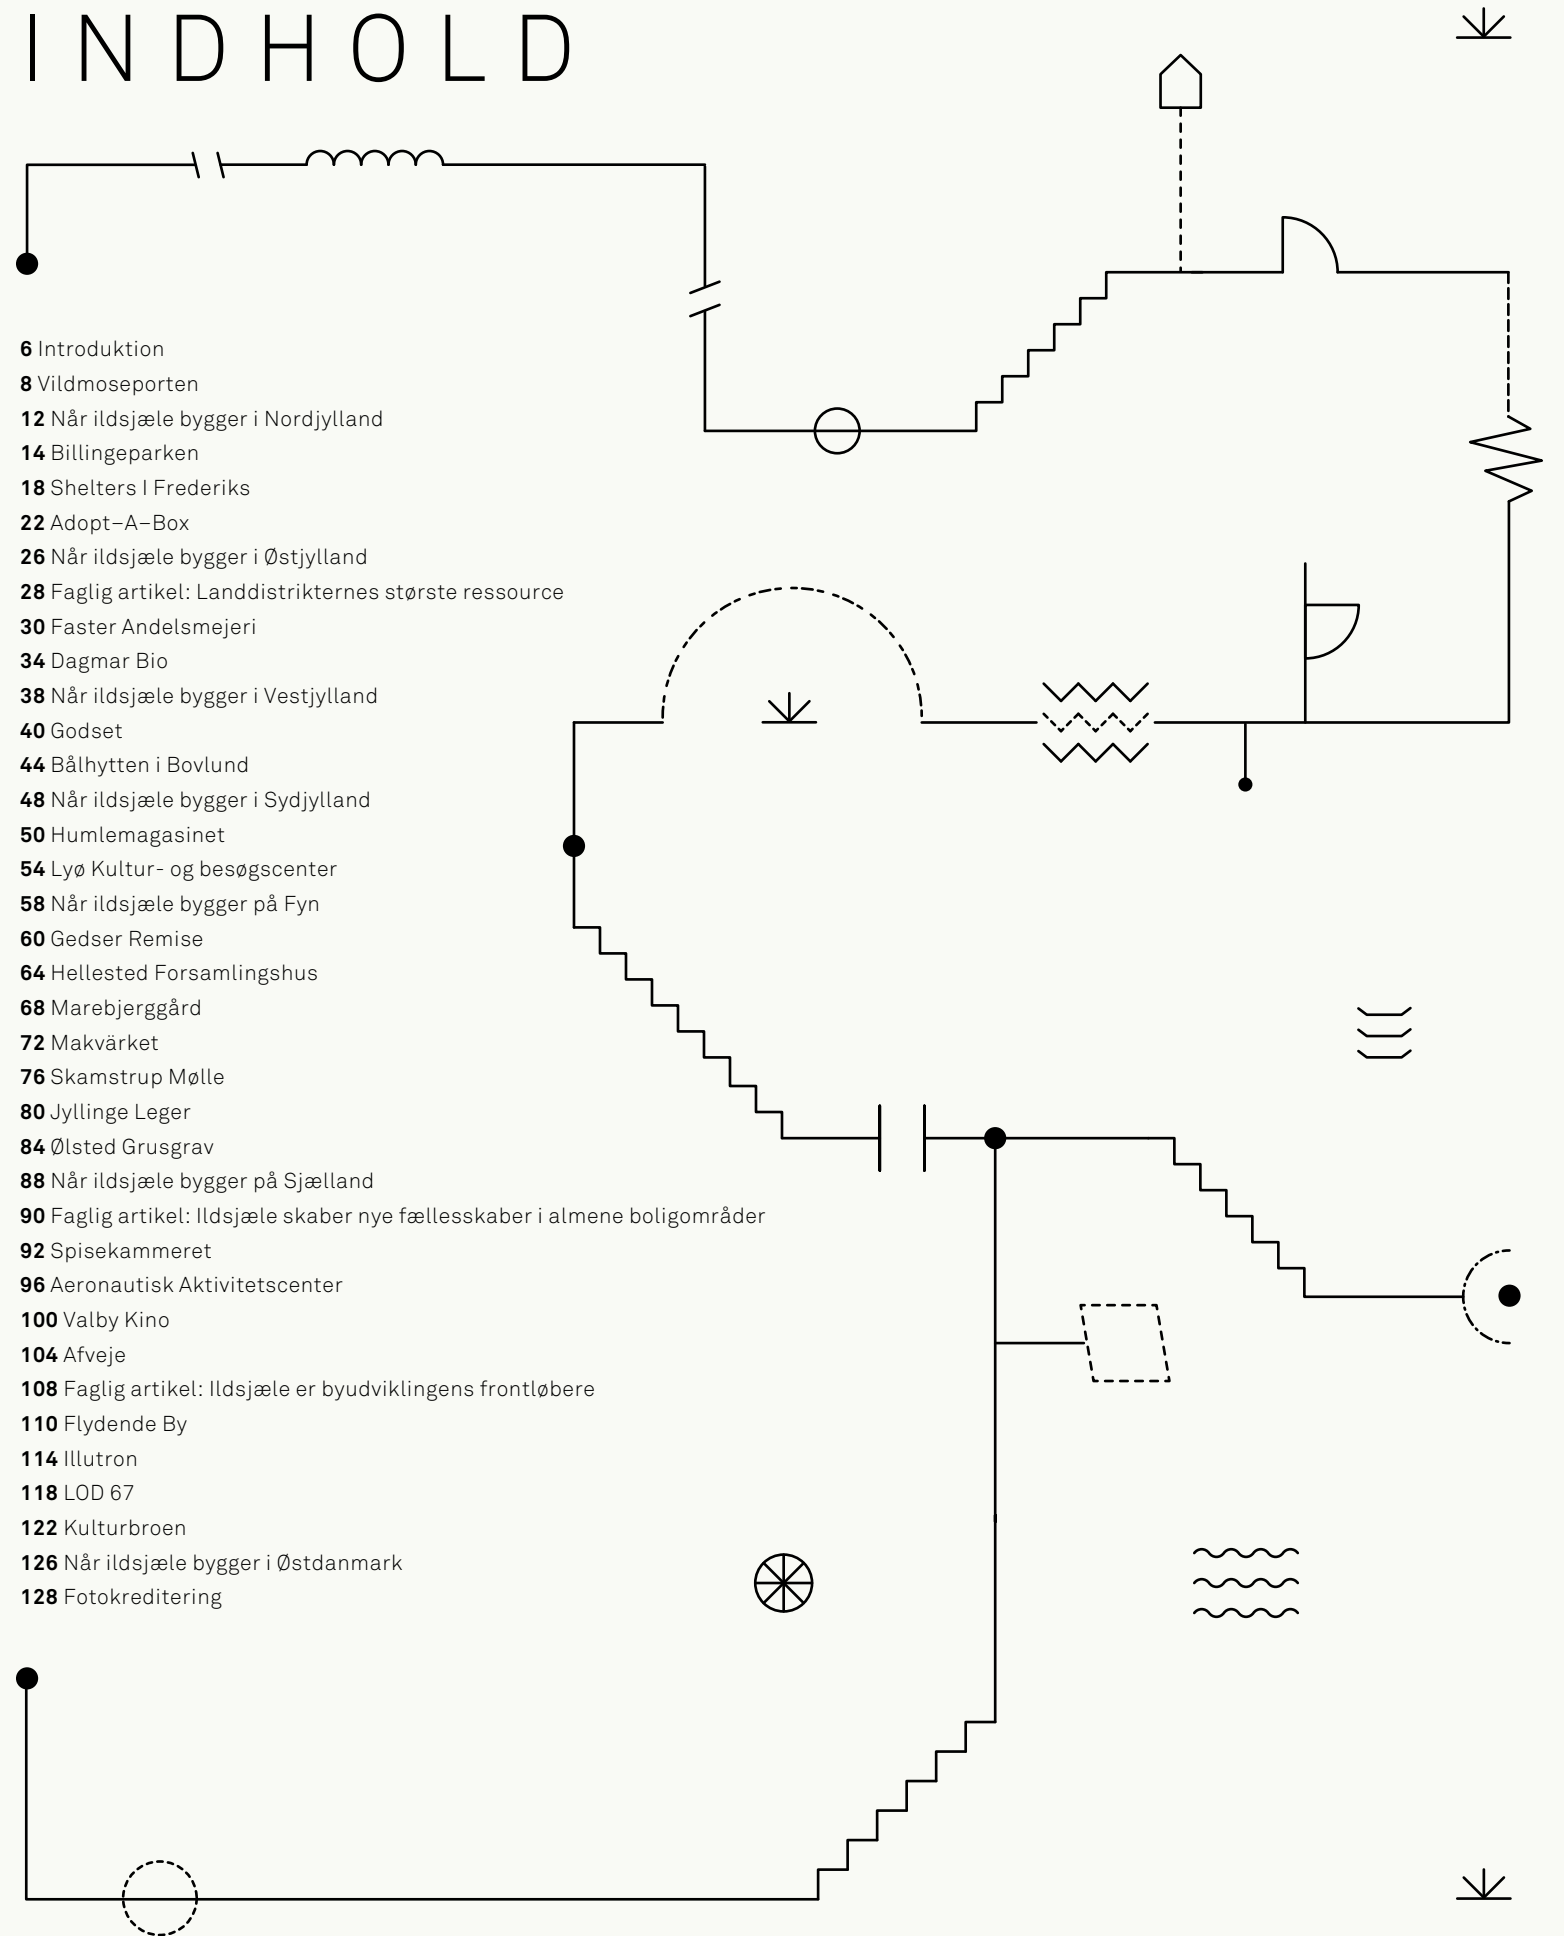 INDHOLD
6 Introduktion
8 Vildmoseporten
12 Når ildsjæle bygger i Nordjylland
14 Billingeparken
18 Shelters I Frederiks
22 Adopt–A–Box
26 Når ildsjæle bygger i Østjylland
28 Faglig artikel: Landdistrikternes største ressource
30 Faster Andelsmejeri
34 Dagmar Bio
38 Når ildsjæle bygger i Vestjylland
40 Godset
44 Bålhytten i Bovlund
48 Når ildsjæle bygger i Sydjylland
50 Humlemagasinet
54 Lyø Kultur- og besøgscenter
58 Når ildsjæle bygger på Fyn
60 Gedser Remise
64 Hellested Forsamlingshus
68 Marebjerggård
72 Makvärket
76 Skamstrup Mølle
80 Jyllinge Leger
84 Ølsted Grusgrav
88 Når ildsjæle bygger på Sjælland
90 Faglig artikel: Ildsjæle skaber nye fællesskaber i almene boligområder
92 Spisekammeret
96 Aeronautisk Aktivitetscenter
100 Valby Kino
104 Afveje
108 Faglig artikel: Ildsjæle er byudviklingens frontløbere
110 Flydende By
114 Illutron
118 LOD 67
122 Kulturbroen
126 Når ildsjæle bygger i Østdanmark
128 Fotokreditering